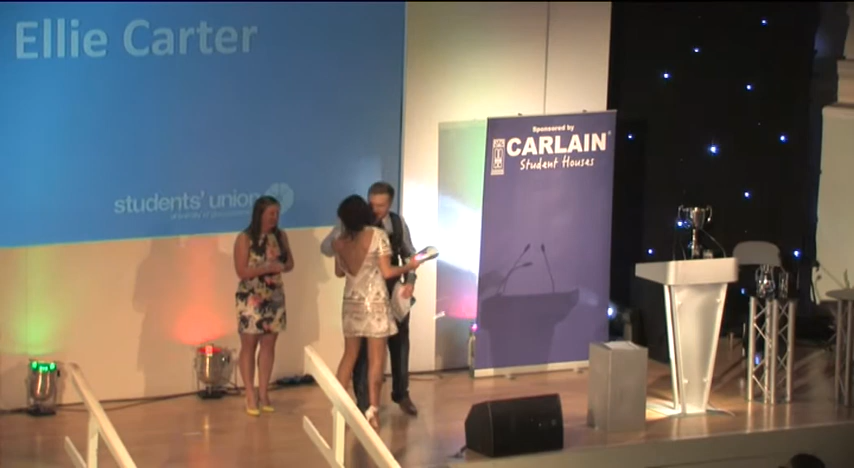 Ellie Carter
students' union
Sponsored by
CARLAIN
Student Houses